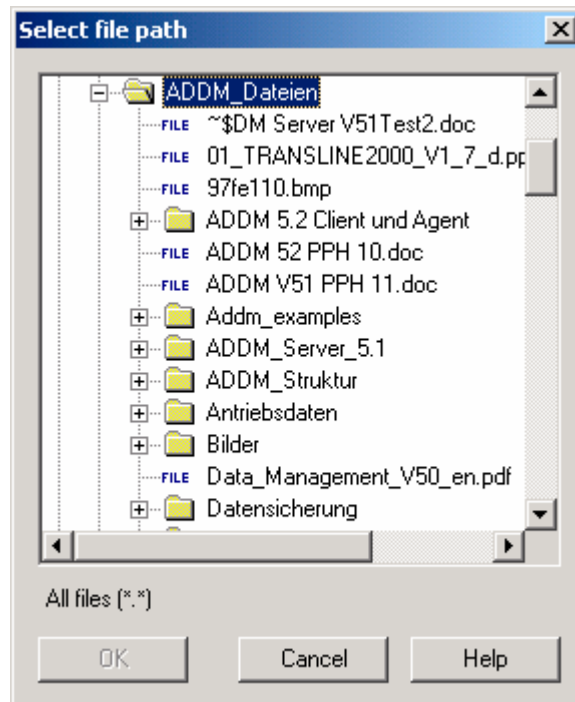 Select file path
ADDM_Dateien
FILE ~$DM Server V51Test2.doc
FILE 01_TRANSLINE2000_V1_7_d.pp
FILE 97fe110.bmp
ADDM 5.2 Client und Agent
FILE ADDM 52 PPH 10.doc
FILE ADDM V51 PPH 11.doc
Addm_examples
ADDM_Server_5.1
ADDM_Struktur
Antriebsdaten
Bilder
FILE Data_Management_V50_en.pdf
Datensicherung
All files (*.*)
OK Cancel Help